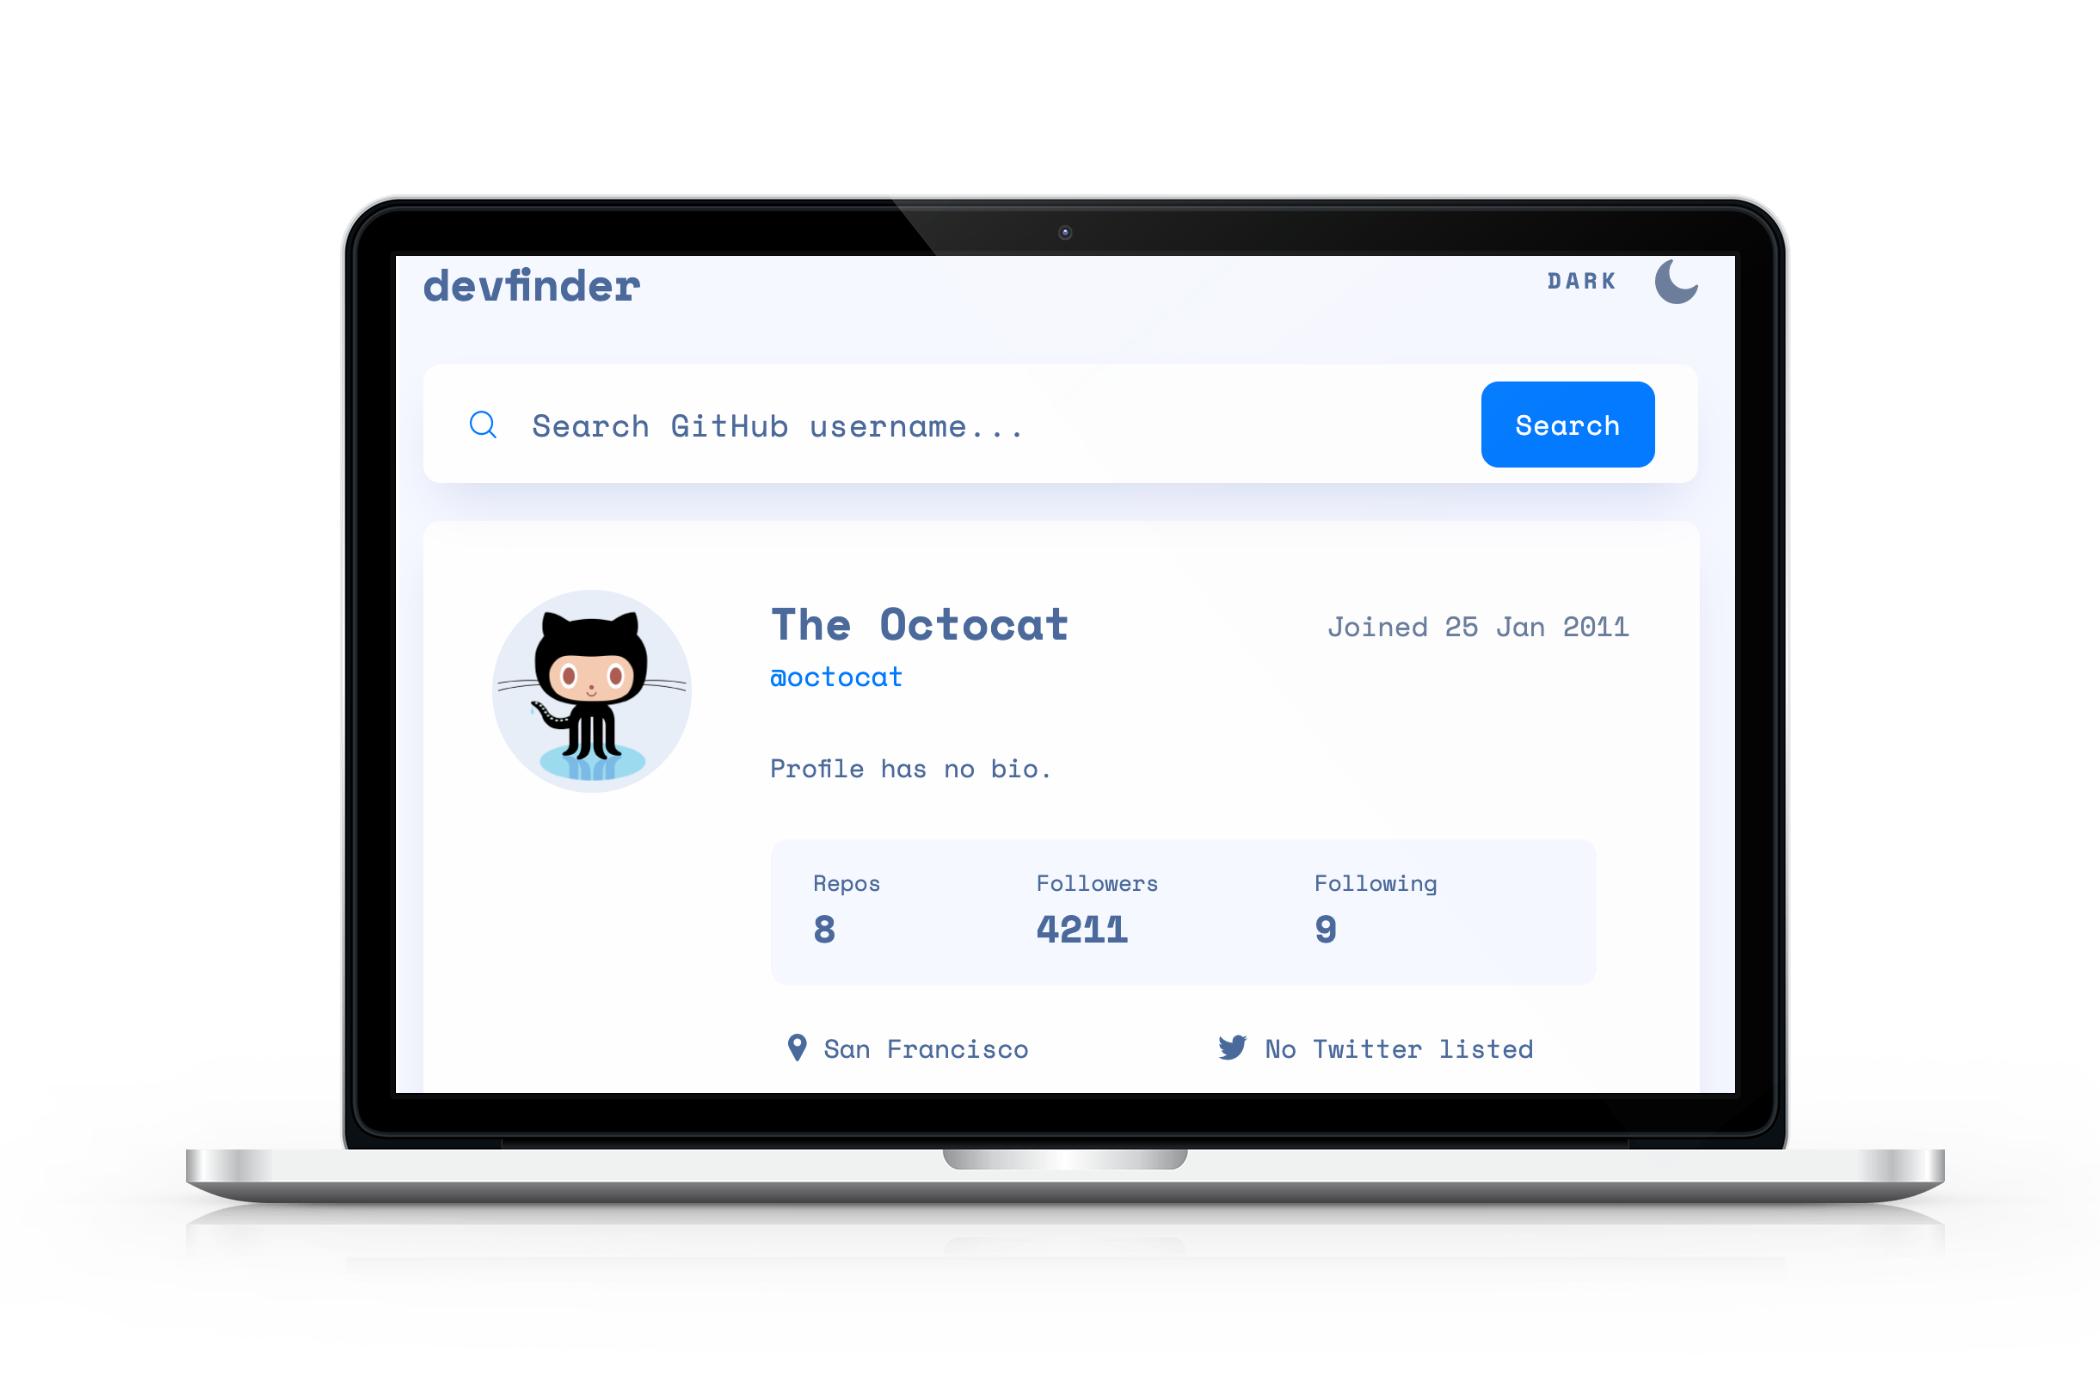 devfinder
DARK
Search GitHub username...
Search
The Octocat
Joined 25 Jan 2011
@octocat
Profile has no bio.
Repos
Followers
Following
8
4211
9
San Francisco
No Twitter listed